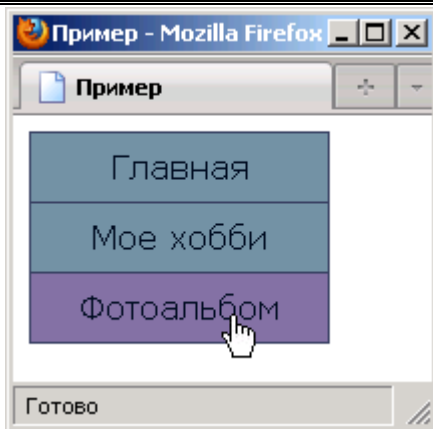 Пример - Mozilla Firefox
Пример
Главная
Мое хобби
Фотоальбом
Готово